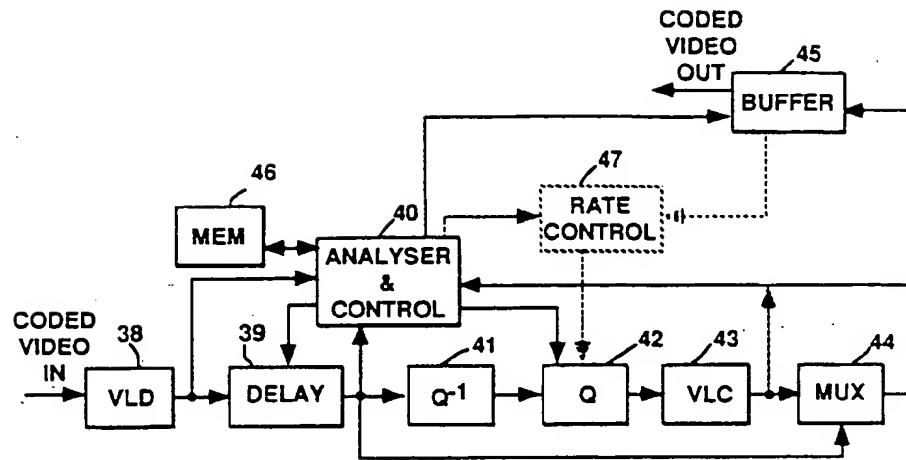 CODED
VIDEO
OUT
45
BUFFER
47
RATE
CONTROL
46
MEM
40
ANALYSER
&
CONTROL
CODED
VIDEO
IN
38
VLD
39
DELAY
41
Q-1
42
Q
43
VLC
44
MUX